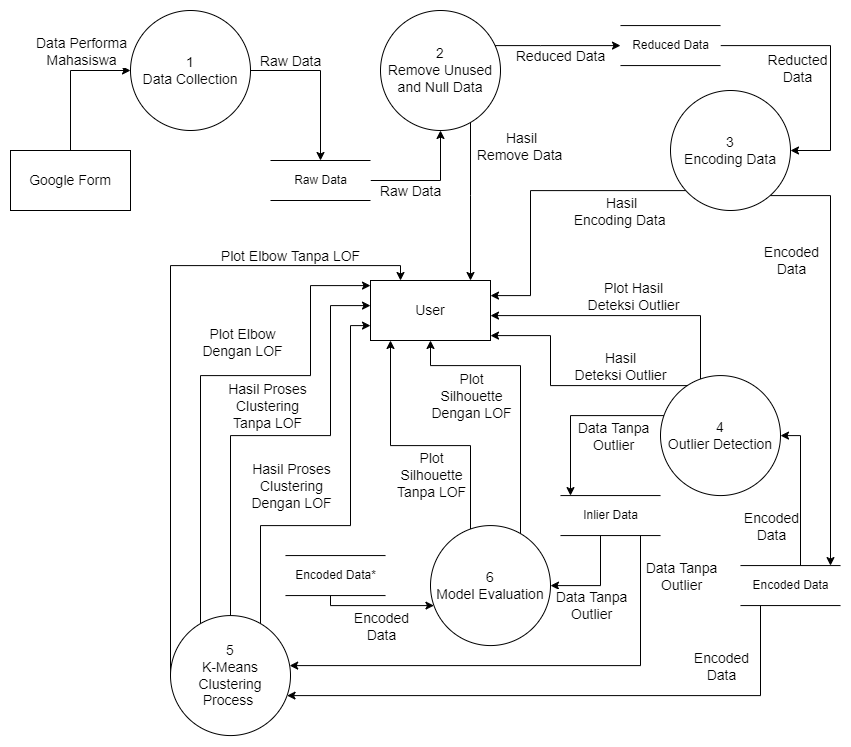 Data Performa
Mahasiswa
1
Data Collection
Raw Data
Google Form
Raw Data
Raw Data
2
Remove Unused
and Null Data
Reduced Data
Reduced Data
Reducted
Data
Hasil
Remove Data
3
Encoding Data
Hasil
Encoding Data
Encoded
Data
Plot Elbow Tanpa LOF
User
Plot Hasil
Deteksi Outlier
Hasil
Deteksi Outlier
Plot Elbow
Dengan LOF
Hasil Proses
Clustering
Tanpa LOF
Hasil Proses
Clustering
Dengan LOF
Plot
Silhouette
Dengan LOF
Plot
Silhouette
Tanpa LOF
4
Outlier Detection
Data Tanpa
Outlier
Inlier Data
Encoded
Data
Encoded Data
Encoded Data*
Encoded
Data
6
Model Evaluation
Data Tanpa
Outlier
Data Tanpa
Outlier
5
K-Means
Clustering
Process
Encoded
Data